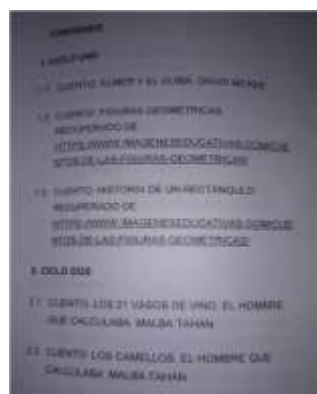 CONTENIDO
1. CICLO UNO
1.1. CUENTO: ELMER Y EL CLIMA. DAVID MCKEE
1.2. CUENTO: FIGURAS GEOMETRICAS.
RECUPERADO DE
HTTPS://WWW.IMAGENESEDUCATIVAS.COM/CUE
NTOS-DE-LAS-FIGURAS-GEOMETRICAS/
1.3. CUENTO: HISTORIA DE UN RECTANGULO
RECUPERADO DE
HTTPS://WWW.IMAGENESEDUCATIVAS.COM/CUE
NTOS-DE-LAS-FIGURAS-GEOMETRICAS/
2. CICLO DOS
2.1. CUENTO: LOS 21 VASOS DE VINO. EL HOMBRE
QUE CALCULABA. MALBA TAHAN
2.2. CUENTO: LOS CAMELLOS. EL HOMBRE QUE
CALCULABA. MALBA TAHAN